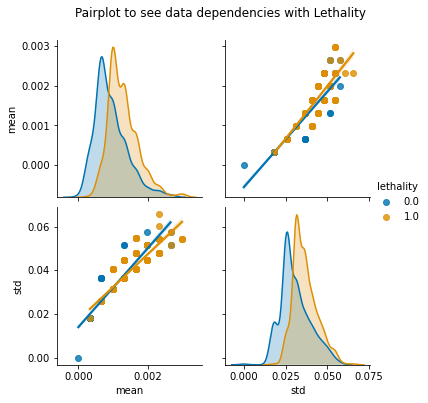 Pairplot to see data dependencies with Lethality
0.003
0.002
0.001
0.000
mean
lethality
0.0
1.0
0.06
0.04
0.02
0.00
std
0.000 0.002
mean
0.000 0.025 0.050 0.075
std